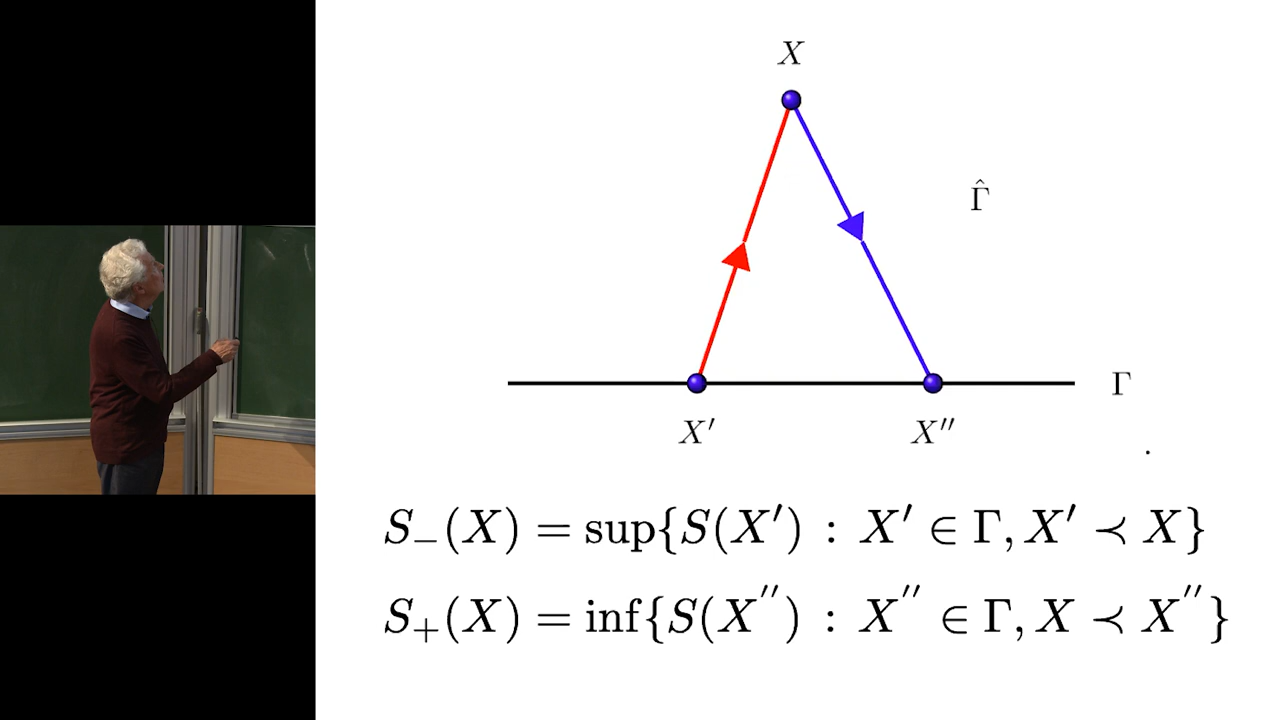 X
Γ̂
Γ
X′ X″
.
S₋(X) = sup{S(X′) : X′ ∈ Γ, X′ ≺ X}
S₊(X) = inf{S(X″) : X″ ∈ Γ, X ≺ X″}